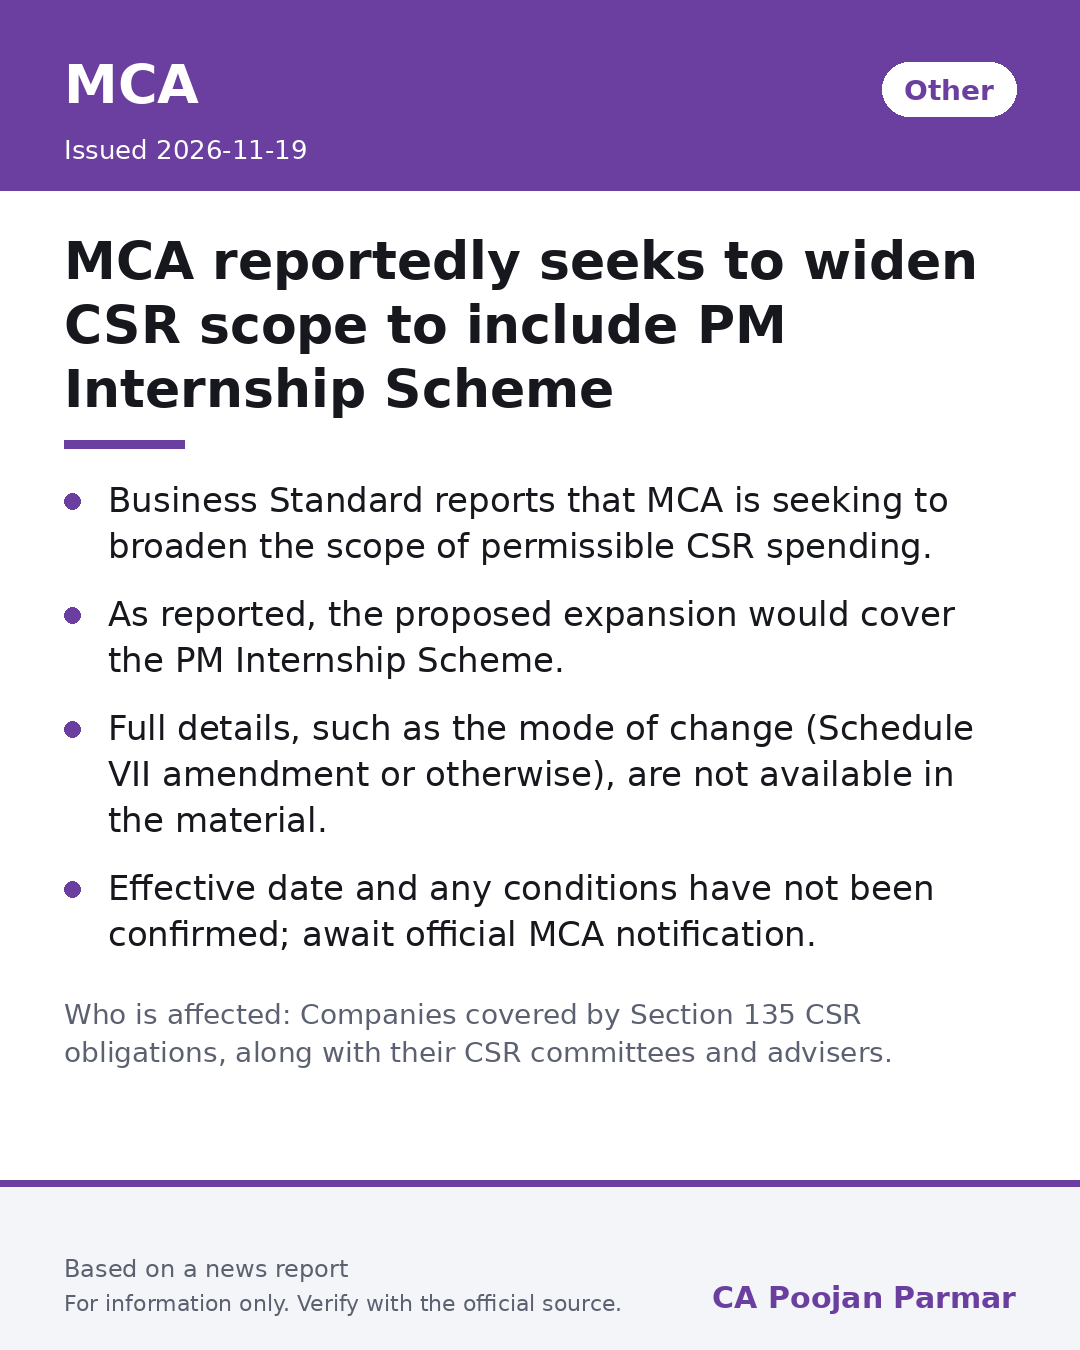 MCA
Other
Issued 2026-11-19
MCA reportedly seeks to widen
CSR scope to include PM
Internship Scheme
Business Standard reports that MCA is seeking to
broaden the scope of permissible CSR spending.
As reported, the proposed expansion would cover
the PM Internship Scheme.
Full details, such as the mode of change (Schedule
VII amendment or otherwise), are not available in
the material.
Effective date and any conditions have not been
confirmed; await official MCA notification.
Who is affected: Companies covered by Section 135 CSR
obligations, along with their CSR committees and advisers.
Based on a news report
For information only. Verify with the official source.
CA Poojan Parmar